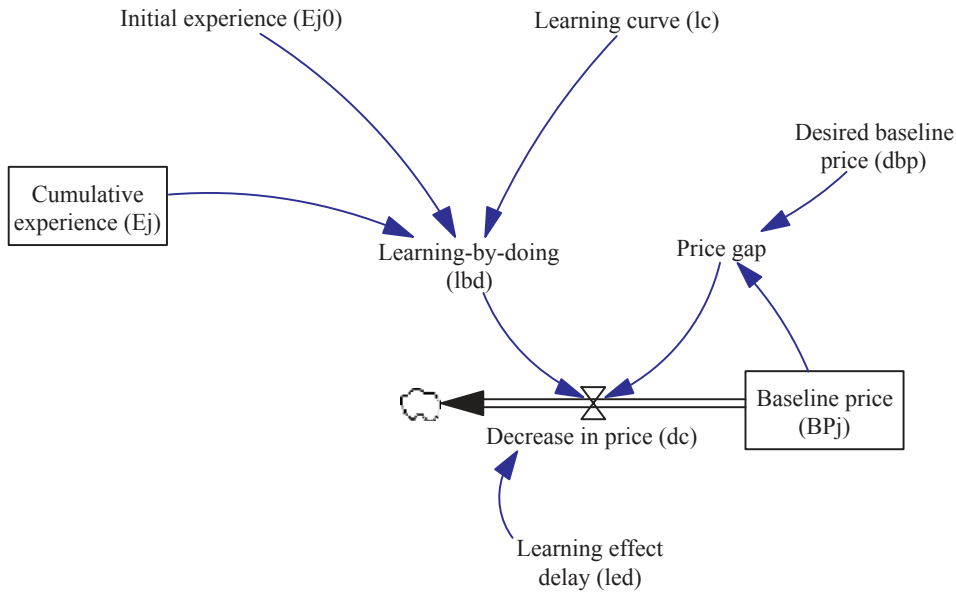 Initial experience (Ej0)
Learning curve (lc)
Desired baseline
price (dbp)
Cumulative
experience (Ej)
Learning-by-doing
(lbd)
Price gap
Baseline price
(BPj)
Decrease in price (dc)
Learning effect
delay (led)